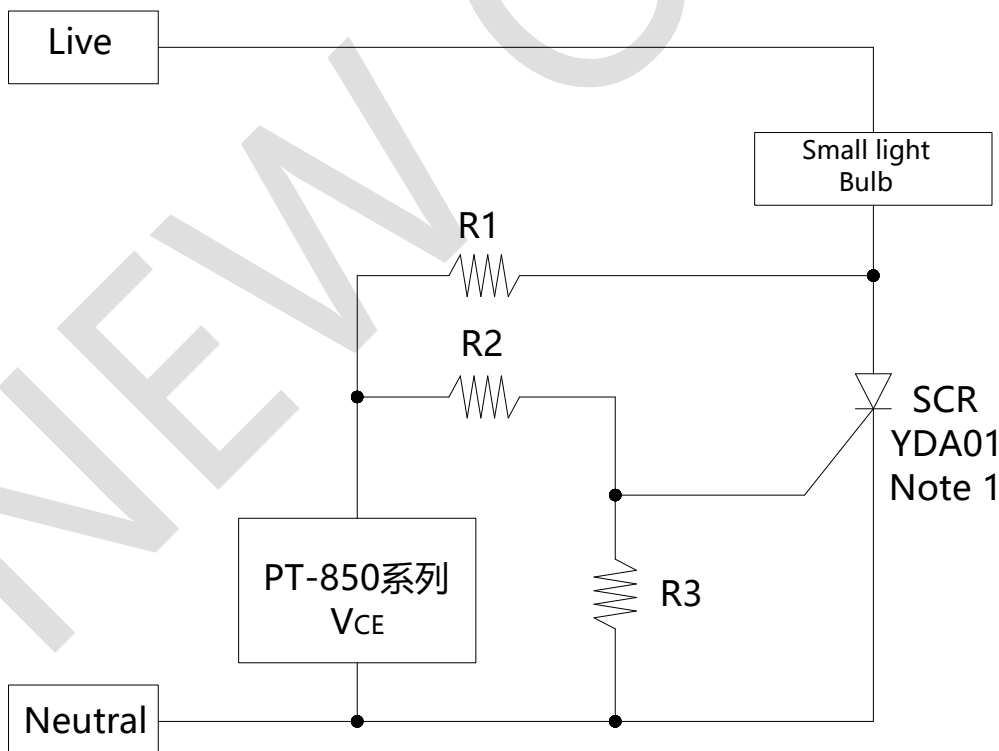 Live
Small light
Bulb
R1
R2
SCR
YDA01
Note 1
PT-850系列
VCE
R3
Neutral
NEW